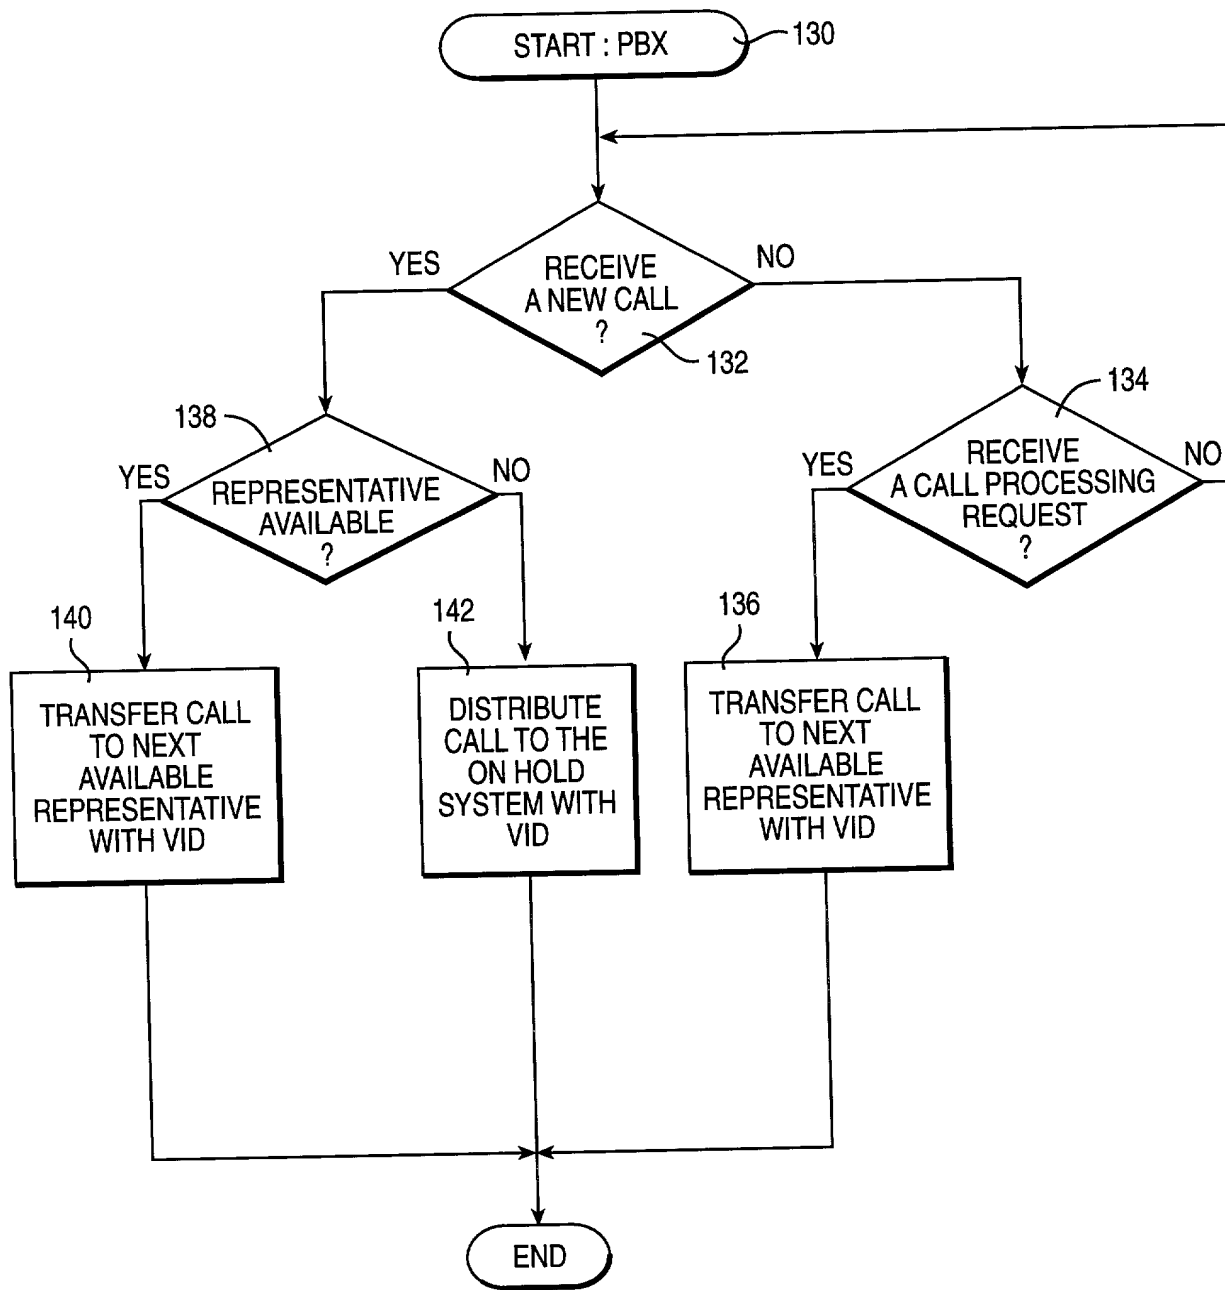 START : PBX
130
YES
RECEIVE
A NEW CALL
?
NO
132
138
134
YES
REPRESENTATIVE
AVAILABLE
?
NO
YES
RECEIVE
A CALL PROCESSING
REQUEST
?
NO
140
142
136
TRANSFER CALL
TO NEXT
AVAILABLE
REPRESENTATIVE
WITH VID
DISTRIBUTE
CALL TO THE
ON HOLD
SYSTEM WITH
VID
TRANSFER CALL
TO NEXT
AVAILABLE
REPRESENTATIVE
WITH VID
END